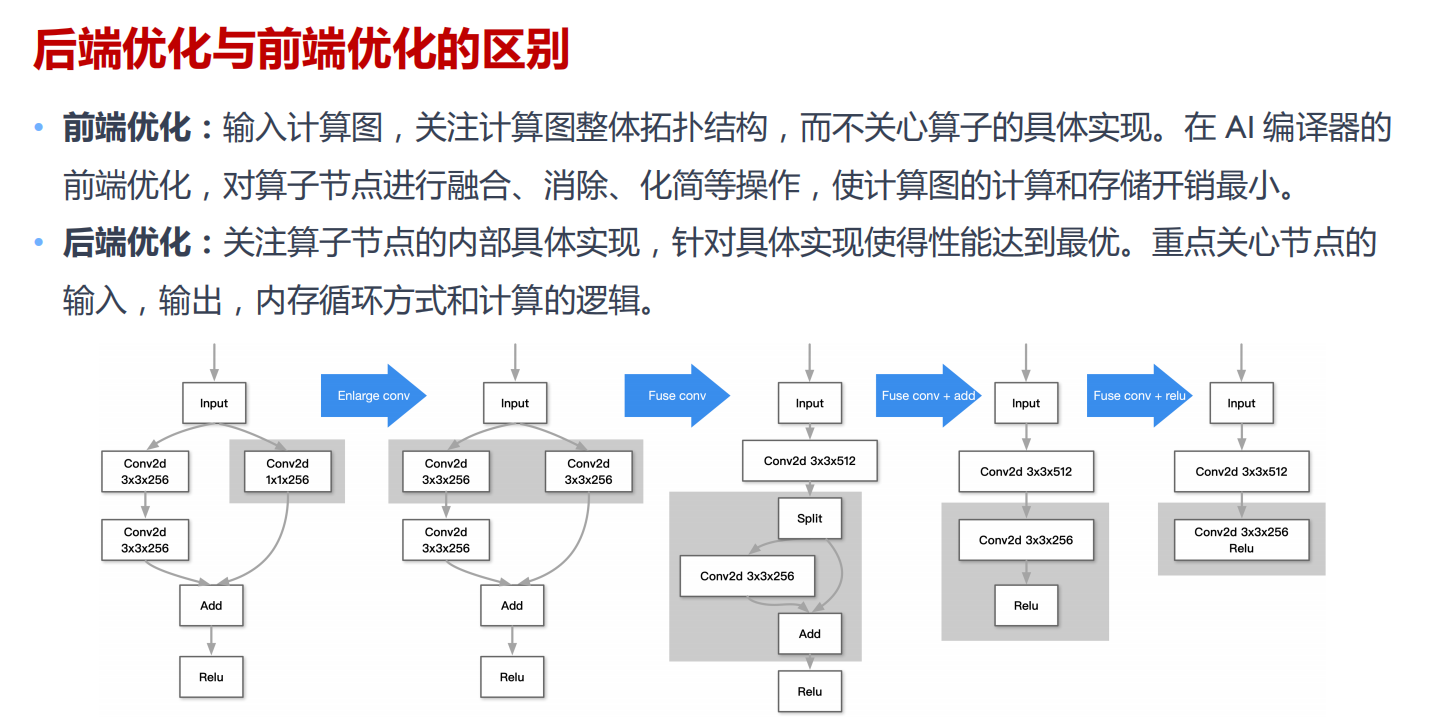 后端优化与前端优化的区别
• 前端优化：输入计算图，关注计算图整体拓扑结构，而不关心算子的具体实现。在 AI 编译器的
前端优化，对算子节点进行融合、消除、化简等操作，使计算图的计算和存储开销最小。
• 后端优化：关注算子节点的内部具体实现，针对具体实现使得性能达到最优。重点关心节点的
输入，输出，内存循环方式和计算的逻辑。
Input
Conv2d
3x3x256
Conv2d
1x1x256
Conv2d
3x3x256
Add
Relu
Enlarge conv
Input
Conv2d
3x3x256
Conv2d
3x3x256
Conv2d
3x3x256
Add
Relu
Fuse conv
Input
Conv2d 3x3x512
Split
Conv2d 3x3x256
Add
Relu
Fuse conv + add
Input
Conv2d 3x3x512
Conv2d 3x3x256
Relu
Fuse conv + relu
Input
Conv2d 3x3x512
Conv2d 3x3x256
Relu